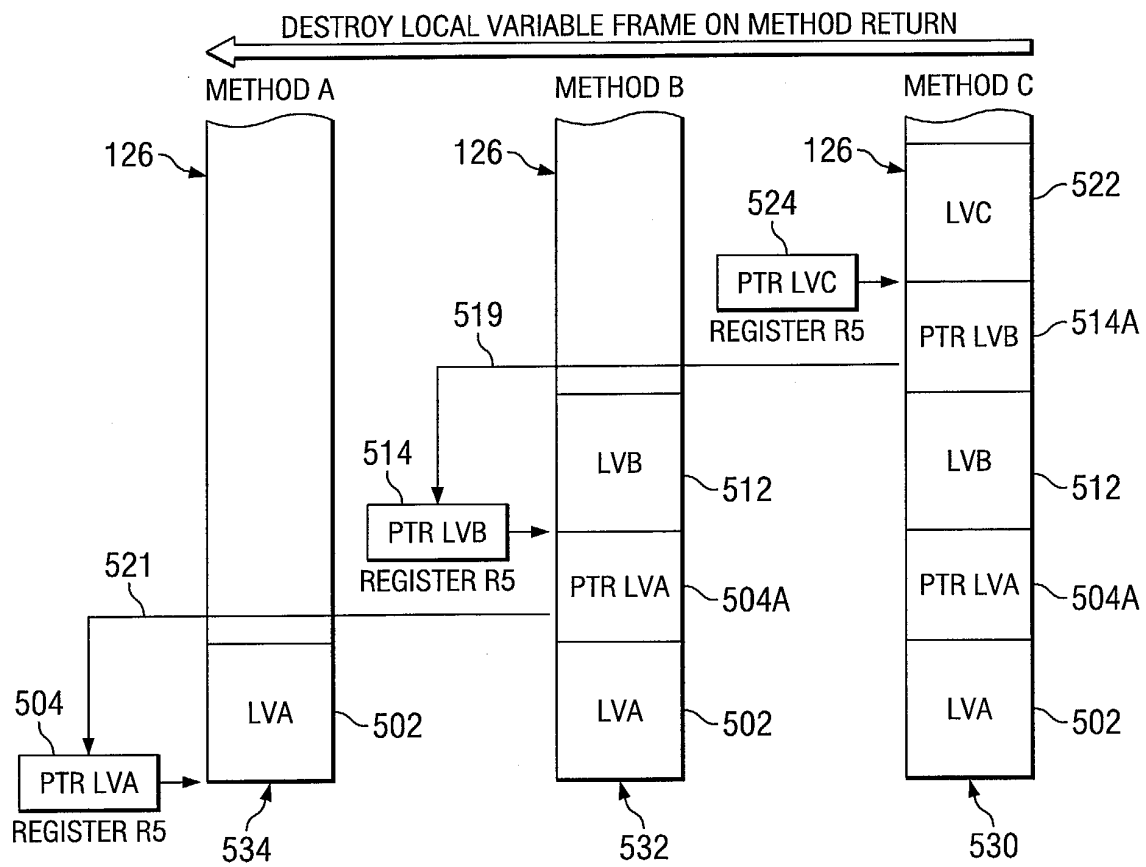 DESTROY LOCAL VARIABLE FRAME ON METHOD RETURN
METHOD A
METHOD B
METHOD C
126
126
126
522
LVC
524
PTR LVC
REGISTER R5
519
PTR LVB
514A
514
LVB
512
LVB
512
PTR LVB
REGISTER R5
521
PTR LVA
504A
PTR LVA
504A
504
LVA
502
LVA
502
LVA
502
PTR LVA
REGISTER R5
534
532
530